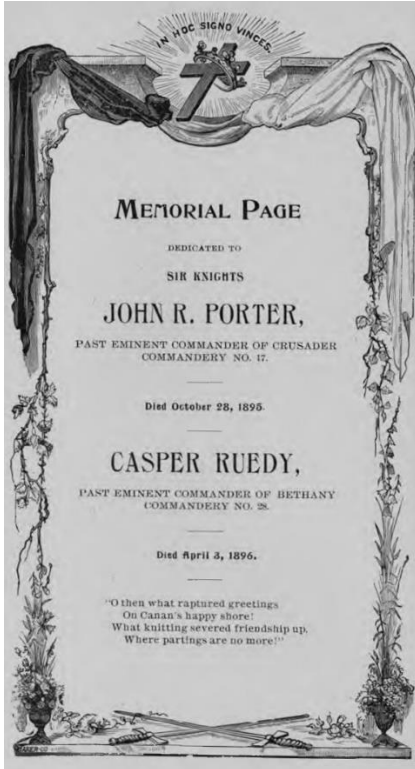 IN HOC SIGNO VINCES.
MEMORIAL PAGE
DEDICATED TO
SIR KNIGHTS
JOHN R. PORTER,
PAST EMINENT COMMANDER OF CRUSADER
COMMANDERY NO. 17.
Died October 28, 1895.
CASPER RUEDY,
PAST EMINENT COMMANDER OF BETHANY
COMMANDERY NO. 28.
Died April 3, 1896.
"O then what raptured greetings
On Canan's happy shore!
What knitting severed friendship up,
Where partings are no more!"